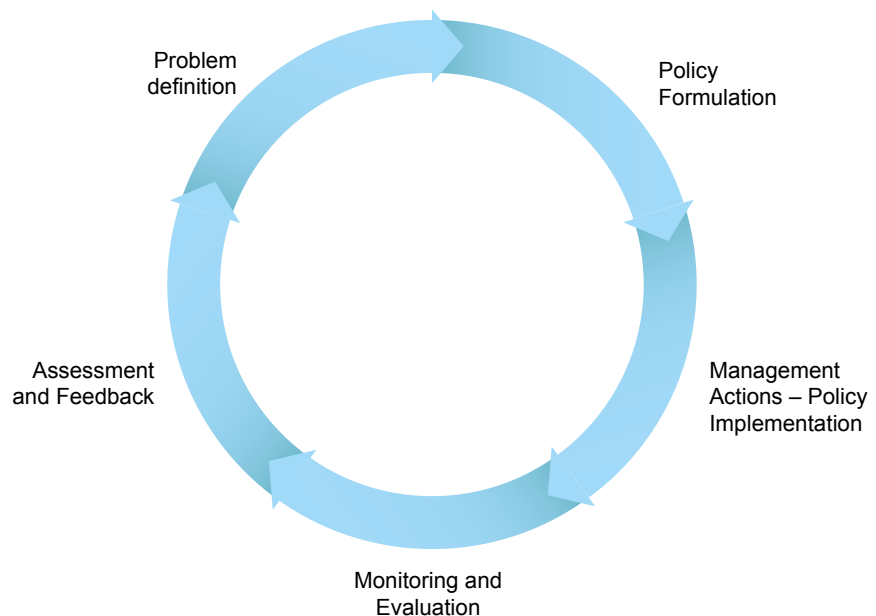 Problem
definition
Policy
Formulation
Management
Actions – Policy
Implementation
Monitoring and
Evaluation
Assessment
and Feedback